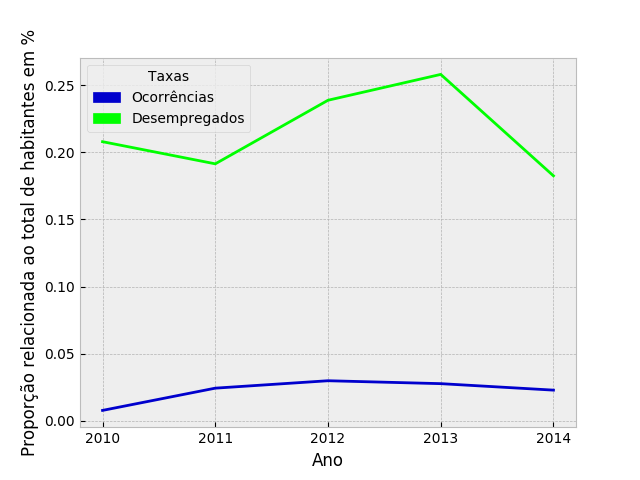 Proporção relacionada ao total de habitantes em %
Taxas
Ocorrências
Desempregados
0.25
0.20
0.15
0.10
0.05
0.00
2010 2011 2012 2013 2014
Ano